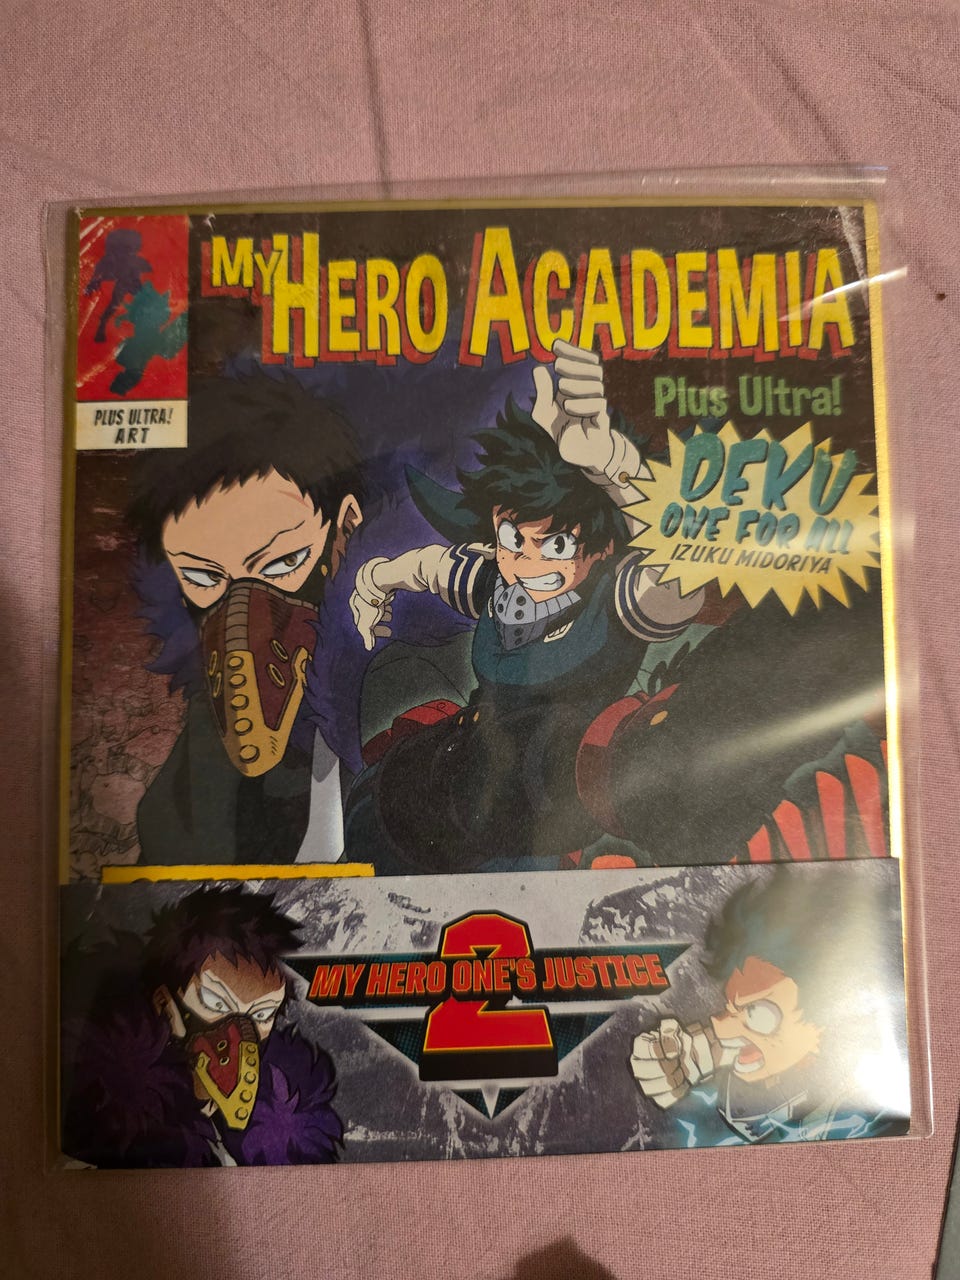 MY HERO ACADEMIA
PLUS ULTRA!
ART
Plus Ultra!
DEKU
ONE FOR ALL
IZUKU MIDORIYA
2
MY HERO ONE'S JUSTICE